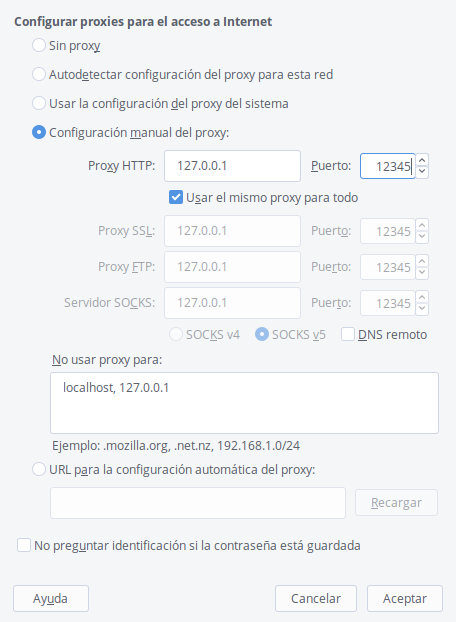 Configurar proxies para el acceso a Internet
Sin proxy
Autodetectar configuración del proxy para esta red
Usar la configuración del proxy del sistema
Configuración manual del proxy:
Proxy HTTP: 127.0.0.1 Puerto: 12345
Usar el mismo proxy para todo
Proxy SSL: 127.0.0.1 Puerto: 12345
Proxy FTP: 127.0.0.1 Puerto: 12345
Servidor SOCKS: 127.0.0.1 Puerto: 12345
SOCKS v4 SOCKS v5 DNS remoto
No usar proxy para:
localhost, 127.0.0.1
Ejemplo: .mozilla.org, .net.nz, 192.168.1.0/24
URL para la configuración automática del proxy:
Recargar
No preguntar identificación si la contraseña está guardada
Ayuda Cancelar Aceptar